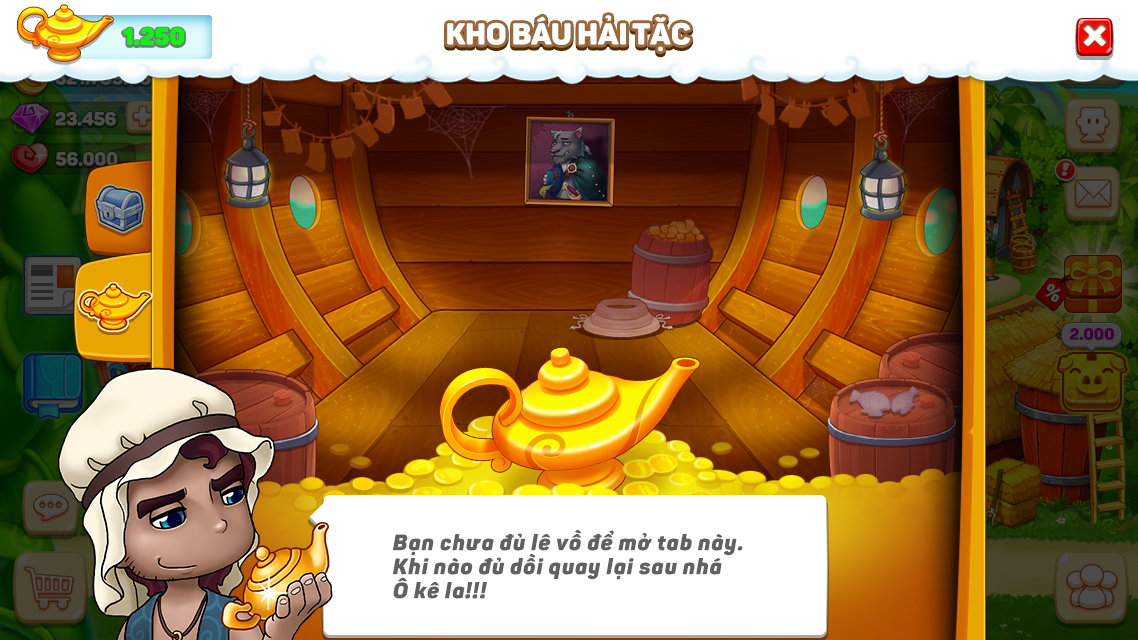 1.250
KHO BÁU HẢI TẶC
23.456
56.000
%
2.000
Bạn chưa đủ lê vồ để mở tab này.
Khi nào đủ dồi quay lại sau nhá
Ô kê la!!!